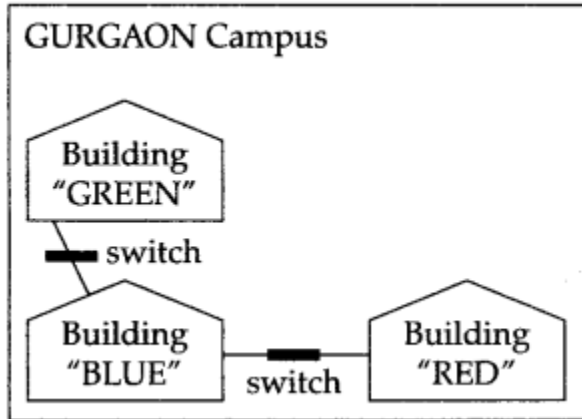 GURGAON Campus
Building
"GREEN"
switch
Building
"BLUE"
switch
Building
"RED"